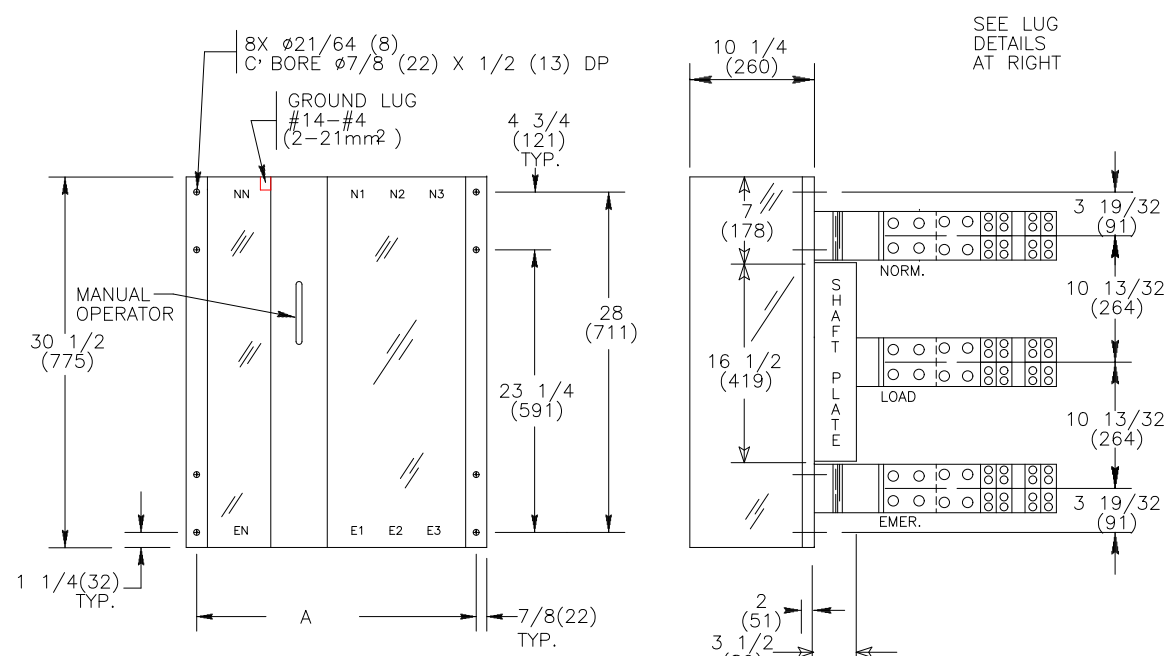 8X ø21/64 (8)
C' BORE ø7/8 (22) X 1/2 (13) DP
GROUND LUG
#14-#4
(2-21mm² )
4 3/4
(121)
TYP.
10 1/4
(260)
SEE LUG
DETAILS
AT RIGHT
NN
N1 N2 N3
7
(178)
3 19/32
(91)
NORM.
MANUAL
OPERATOR
30 1/2
(775)
28
(711)
23 1/4
(591)
16 1/2
(419)
SHAFT PLATE
10 13/32
(264)
LOAD
10 13/32
(264)
EN
E1 E2 E3
EMER.
3 19/32
(91)
1 1/4(32)
TYP.
A
7/8(22)
TYP.
2
(51)
3 1/2